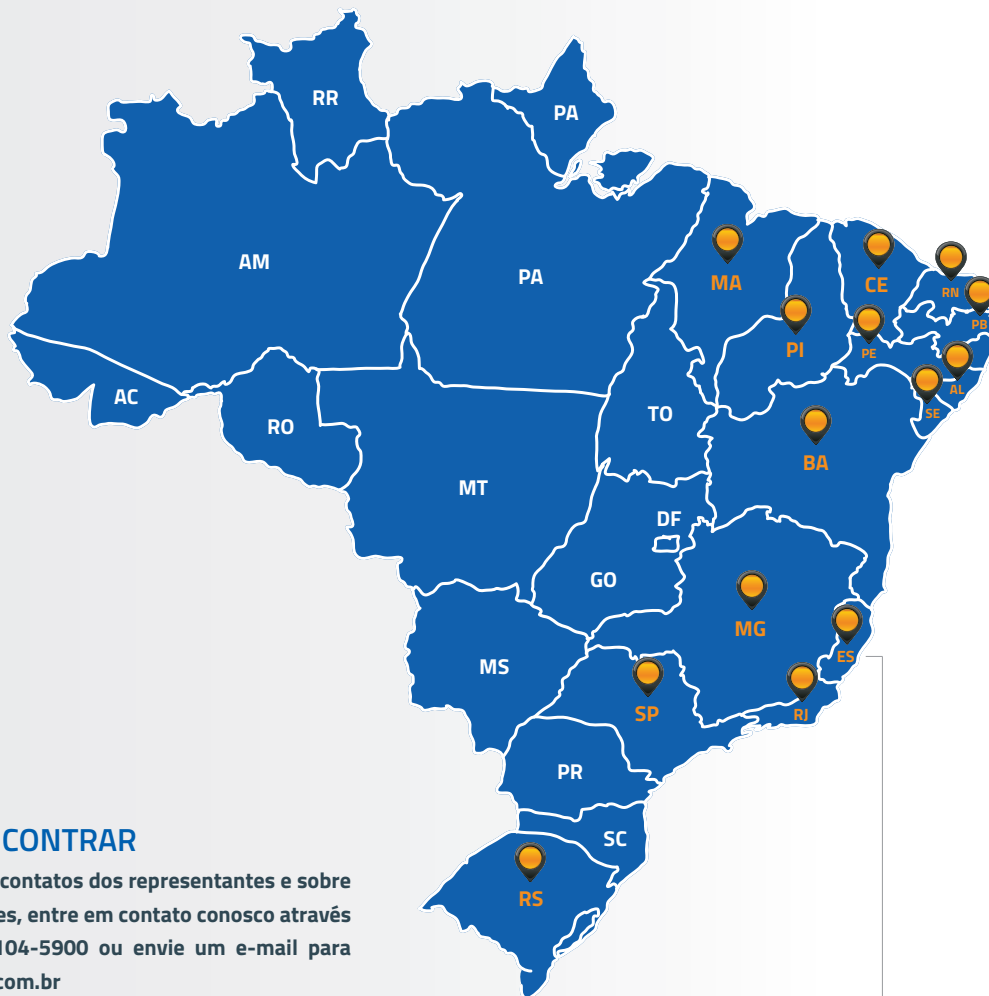 RR
PA
AM
PA
MA
CE
RN
PB
PI
PE
AL
SE
AC
RO
TO
BA
MT
DF
GO
MG
ES
MS
SP
RJ
PR
SC
RS
CONTRAR
contatos dos representantes e sobre
es, entre em contato conosco através
104-5900 ou envie um e-mail para
com.br